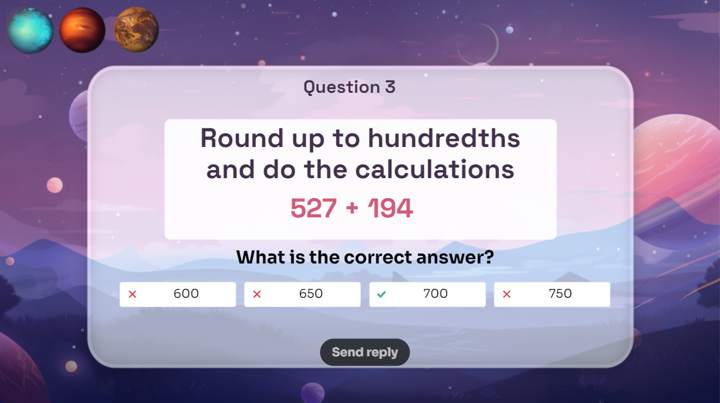 Question 3
Round up to hundredths
and do the calculations
527 + 194
What is the correct answer?
600 650 700 750
Send reply